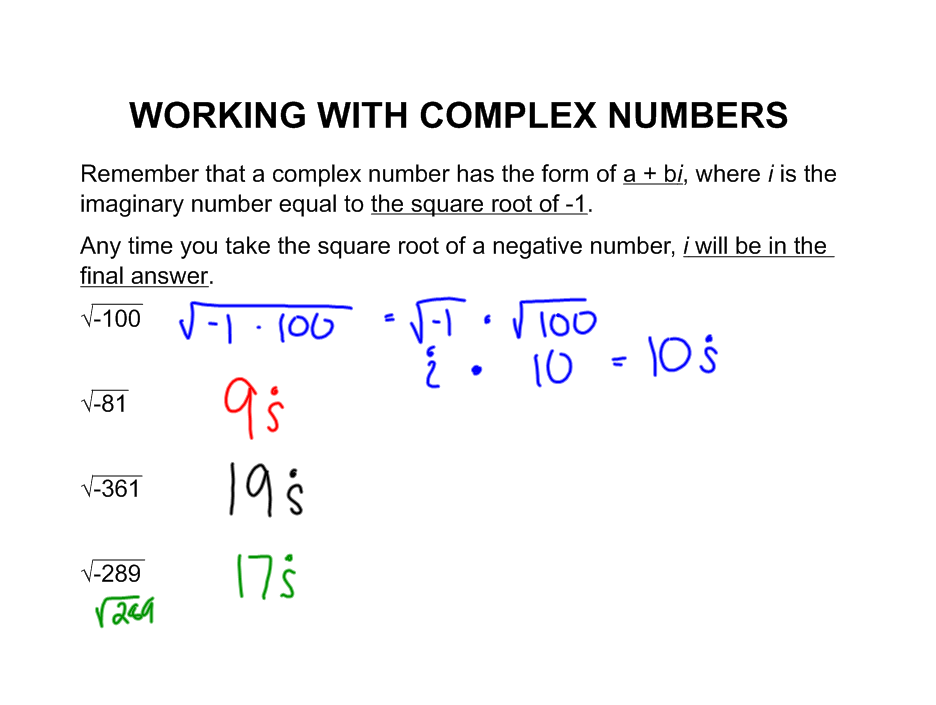 WORKING WITH COMPLEX NUMBERS
Remember that a complex number has the form of a + bi, where i is the
imaginary number equal to the square root of -1.
Any time you take the square root of a negative number, i will be in the
final answer.
√-100 √-1 · 100 = √-1 · √100
i · 10 = 10i
√-81 9i
√-361 19i
√-289 17i
√289